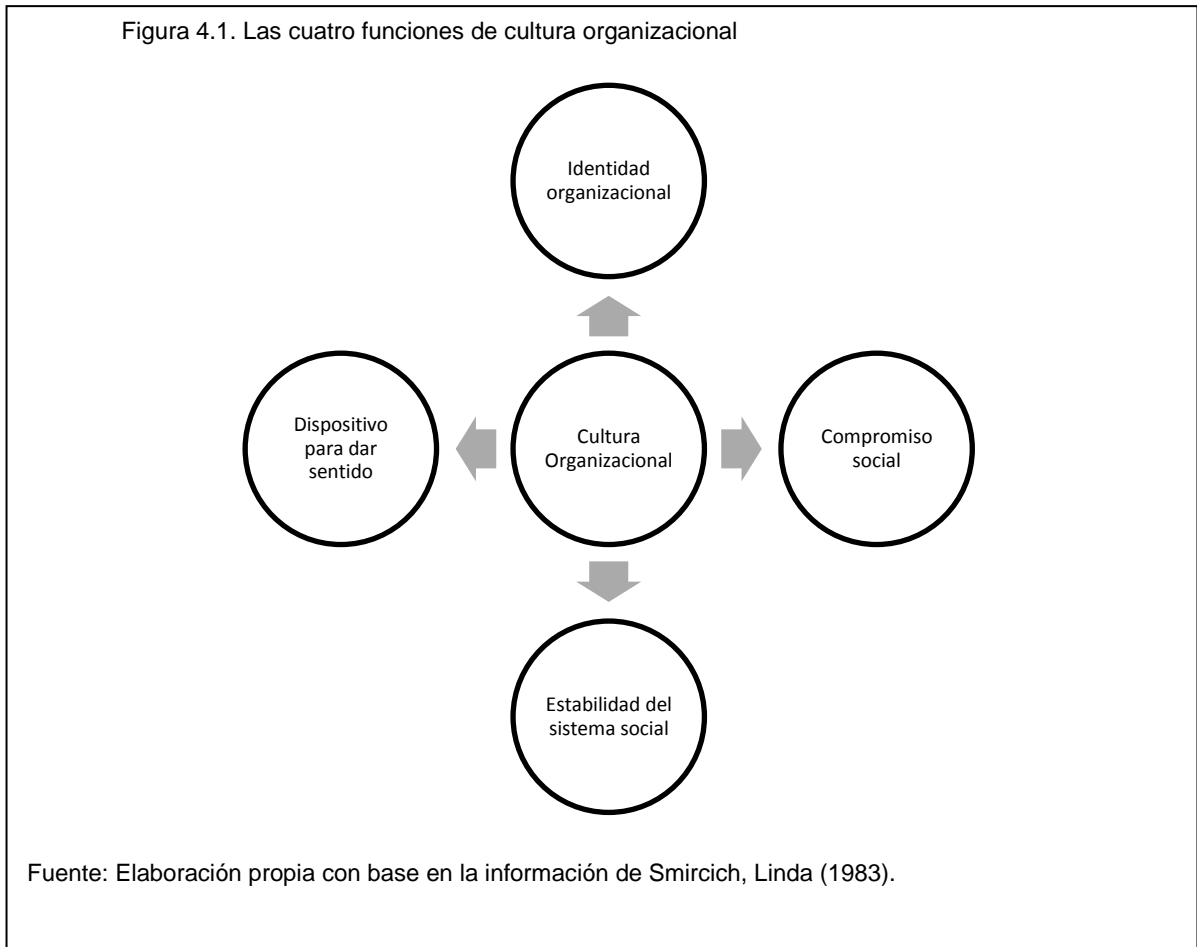 Figura 4.1. Las cuatro funciones de cultura organizacional
Identidad
organizacional
Dispositivo
para dar
sentido
Cultura
Organizacional
Compromiso
social
Estabilidad del
sistema social
Fuente: Elaboración propia con base en la información de Smircich, Linda (1983).